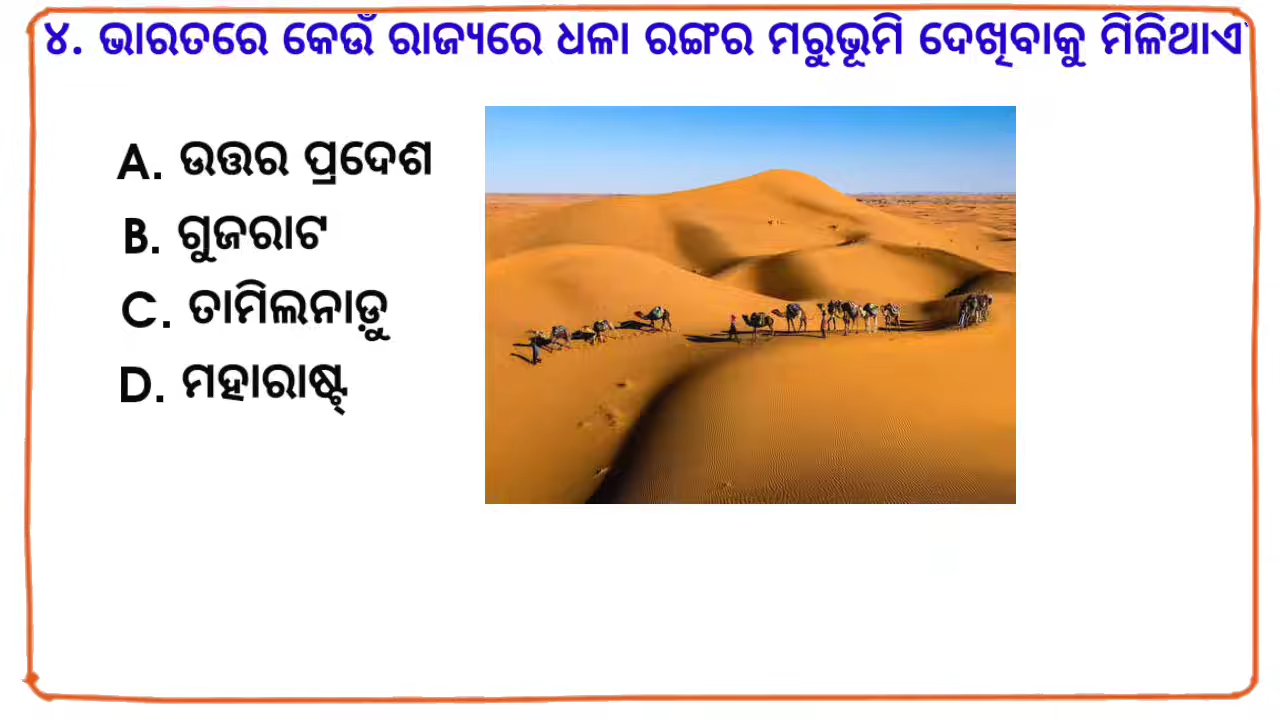 ୪. ଭାରତରେ କେଉଁ ରାଜ୍ୟରେ ଧଳା ରଙ୍ଗର ମରୁଭୂମି ଦେଖିବାକୁ ମିଳିଥାଏ
A. ଉତ୍ତର ପ୍ରଦେଶ
B. ଗୁଜରାଟ
C. ତାମିଲନାଡ଼ୁ
D. ମହାରାଷ୍ଟ୍ର